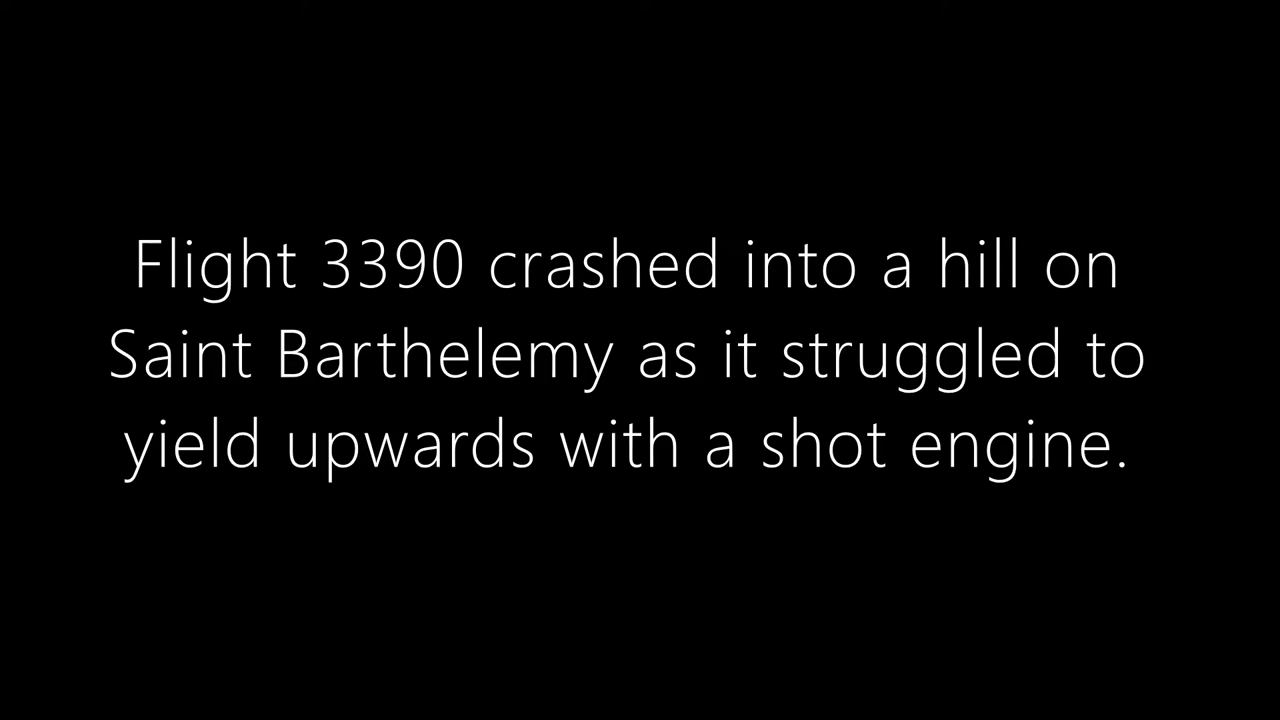 Flight 3390 crashed into a hill on
Saint Barthelemy as it struggled to
yield upwards with a shot engine.